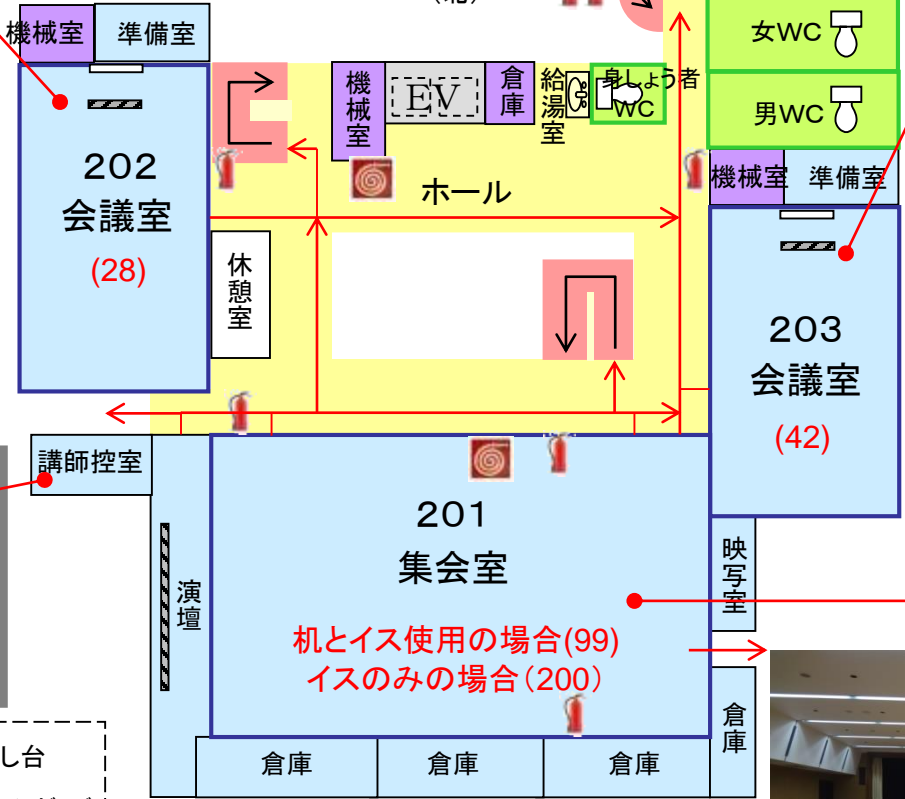 (北)
機械室
準備室
女WC
男WC
機械室
EV
倉庫
給湯室
身しょう者
WC
機械室
準備室
ホール
202
会議室
(28)
休憩室
203
会議室
(42)
講師控室
201
集会室
机とイス使用の場合(99)
イスのみの場合(200)
演壇
映写室
倉庫
倉庫
倉庫
倉庫
し台